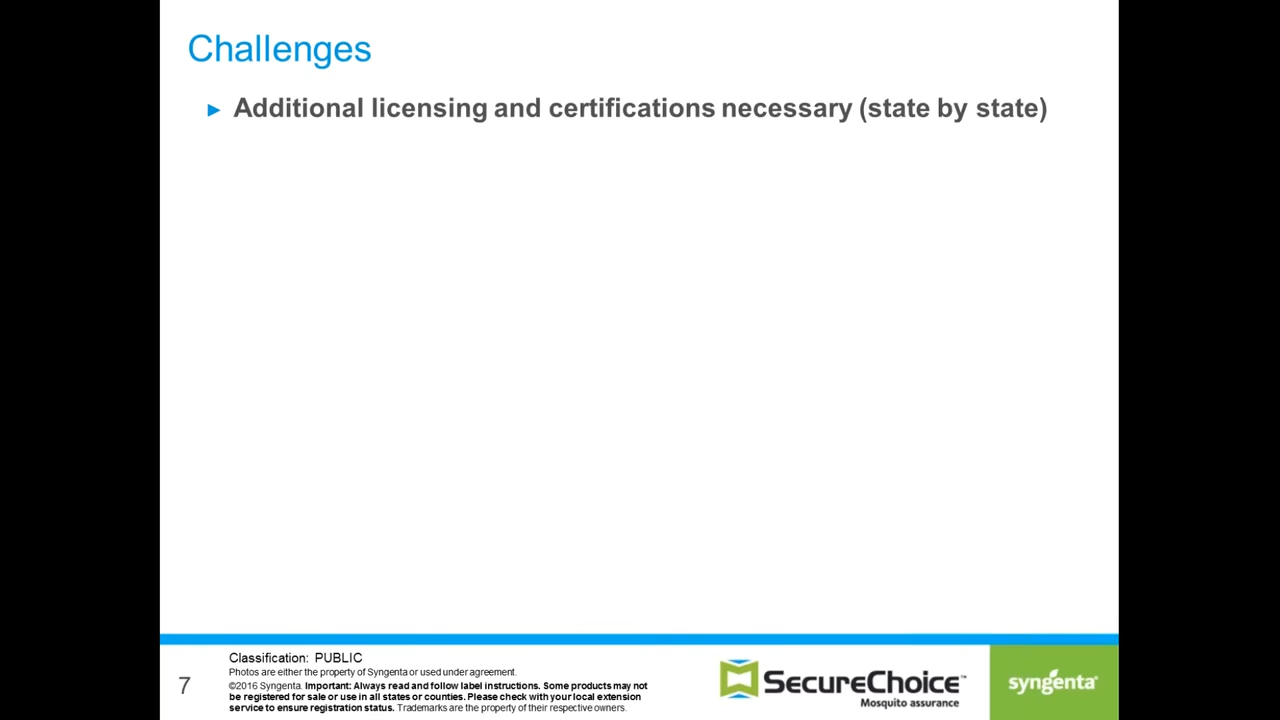 Challenges
► Additional licensing and certifications necessary (state by state)
7
Classification: PUBLIC
Photos are either the property of Syngenta or used under agreement.
©2016 Syngenta. Important: Always read and follow label instructions. Some products may not
be registered for sale or use in all states or counties. Please check with your local extension
service to ensure registration status. Trademarks are the property of their respective owners.
SecureChoice™
Mosquito assurance
syngenta®